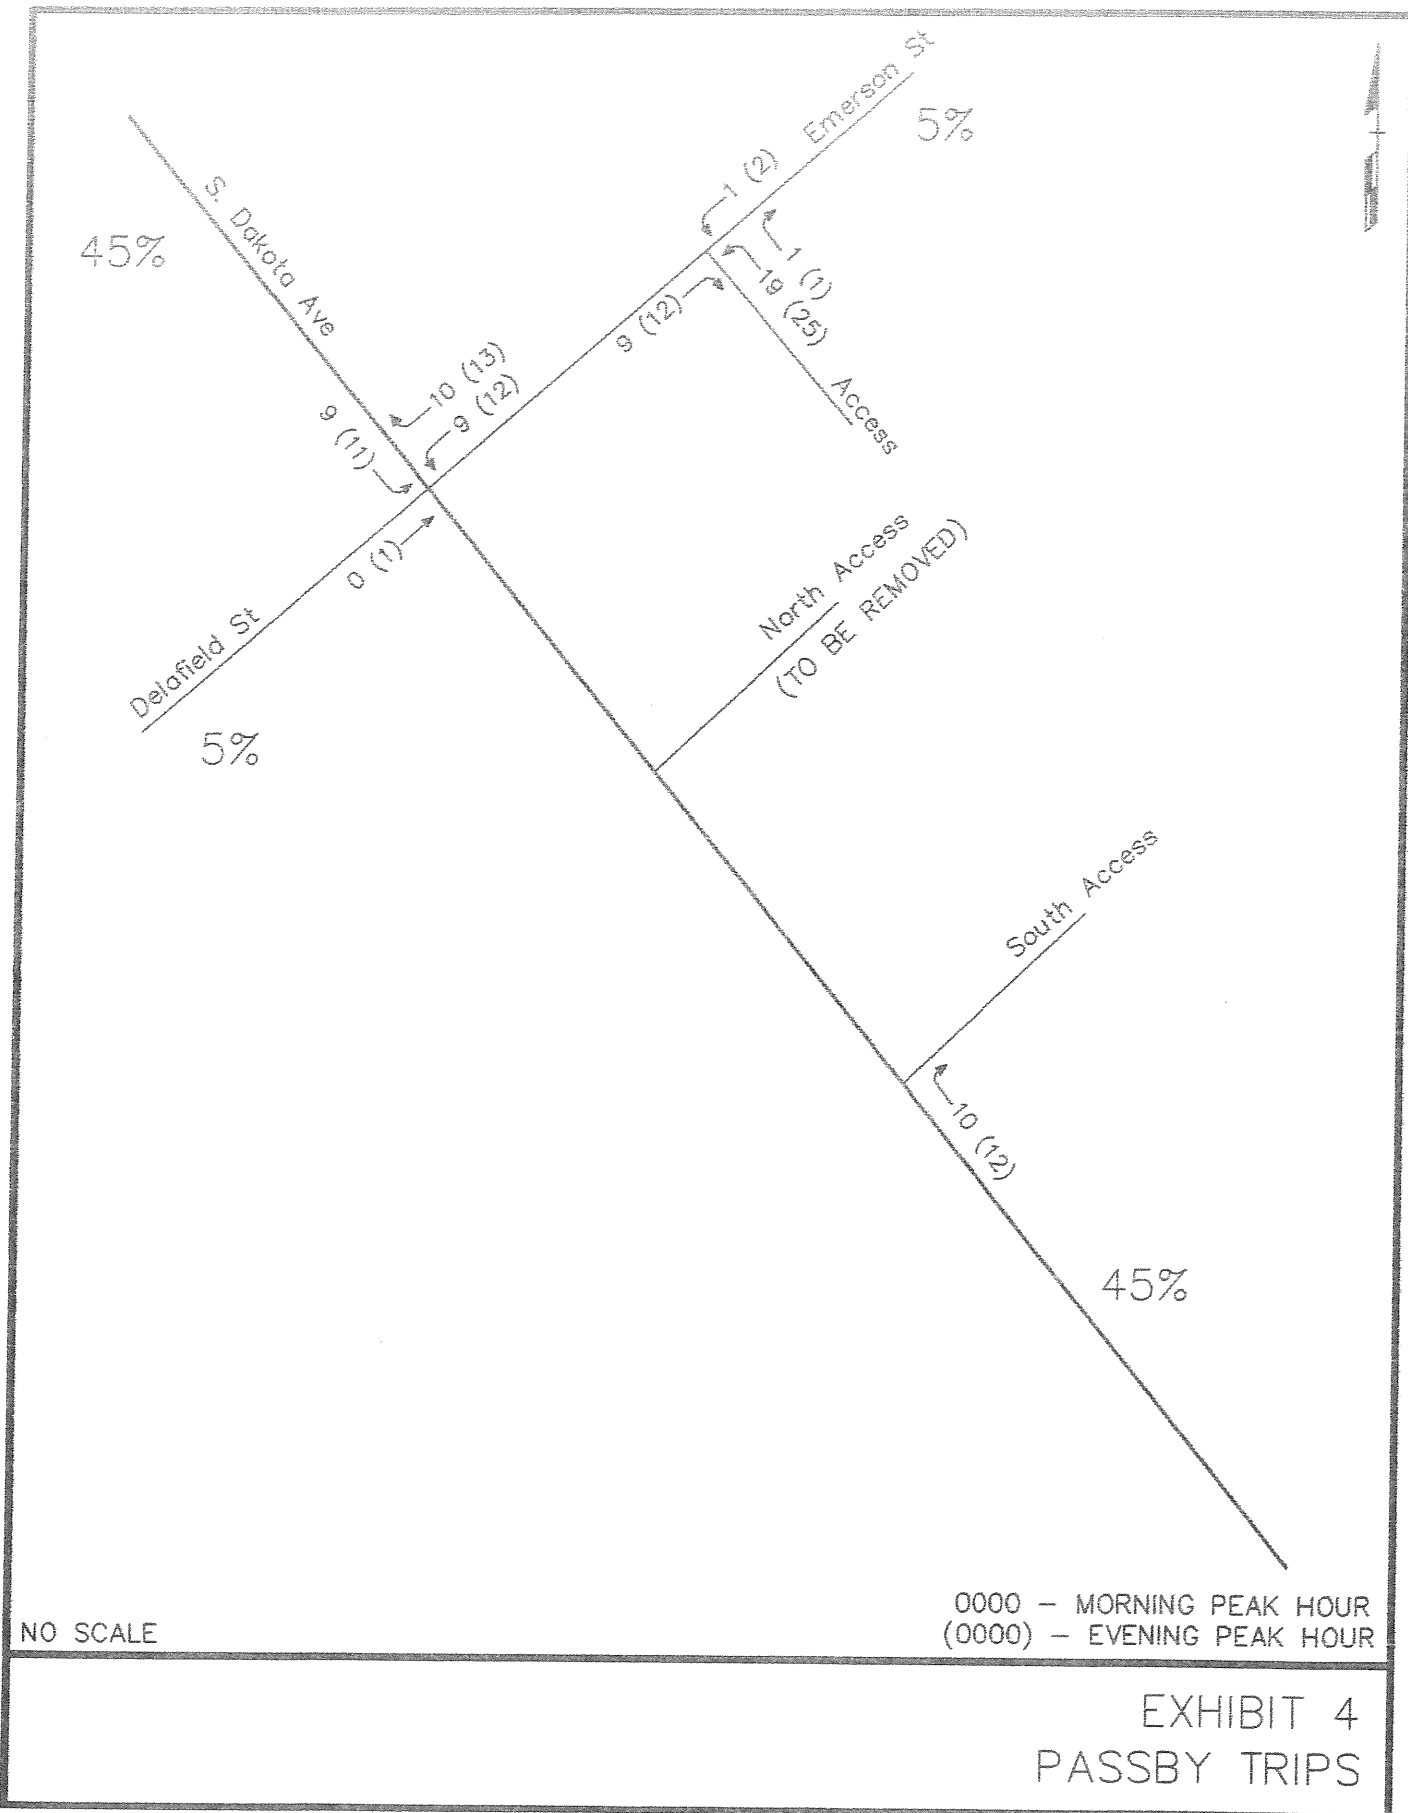 Emerson St
5%
1 (2)
S. Dakota Ave
45%
1 (1)
19 (25)
9 (12)
Access
10 (13)
9 (12)
9 (11)
0 (1)
Delafield St
5%
North Access
(TO BE REMOVED)
South Access
10 (12)
45%
0000 - MORNING PEAK HOUR
(0000) - EVENING PEAK HOUR
NO SCALE
EXHIBIT 4
PASSBY TRIPS